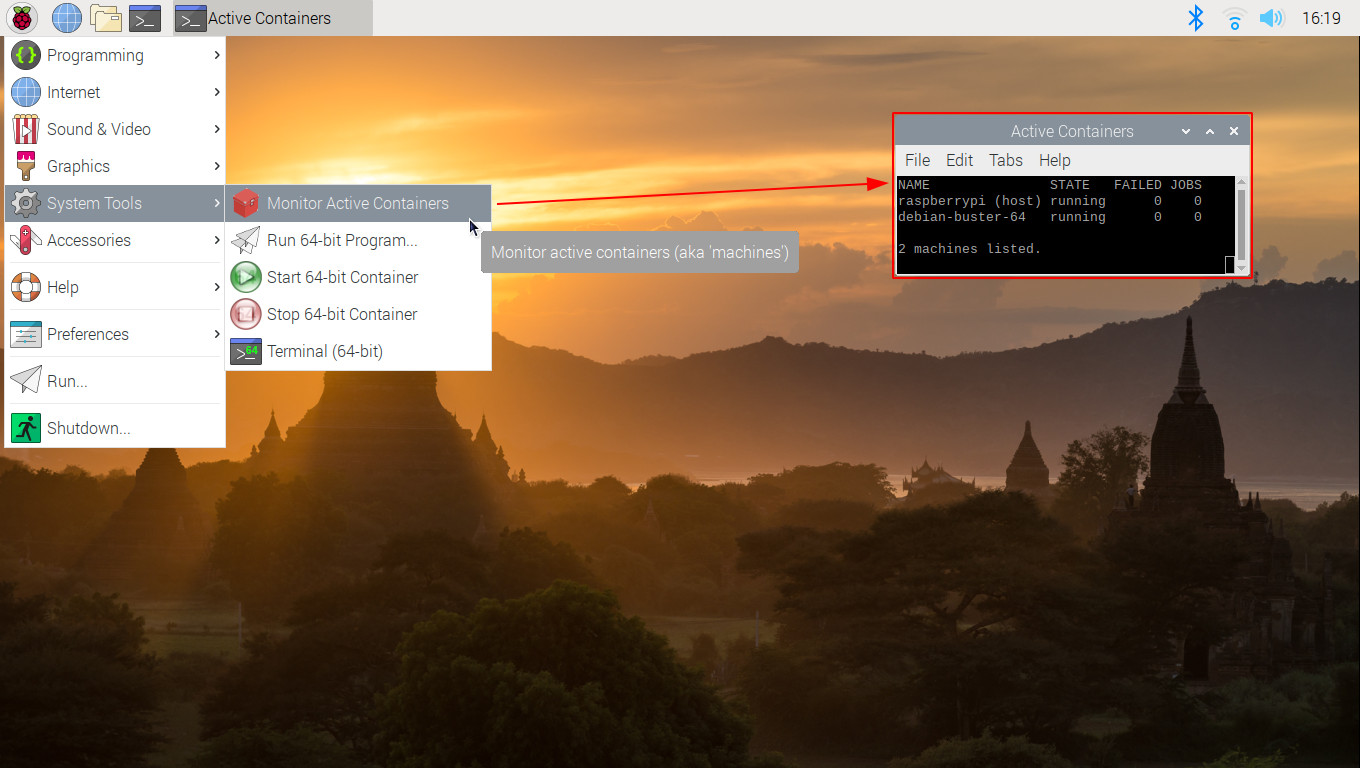 Active Containers
16:19
Programming
Internet
Sound & Video
Graphics
System Tools
Accessories
Help
Preferences
Run...
Shutdown...
Monitor Active Containers
Run 64-bit Program...
Start 64-bit Container
Stop 64-bit Container
64
Terminal (64-bit)
Monitor active containers (aka 'machines')
Active Containers
File Edit Tabs Help
NAME STATE FAILED JOBS
raspberrypi (host) running 0 0
debian-buster-64 running 0 0
2 machines listed.